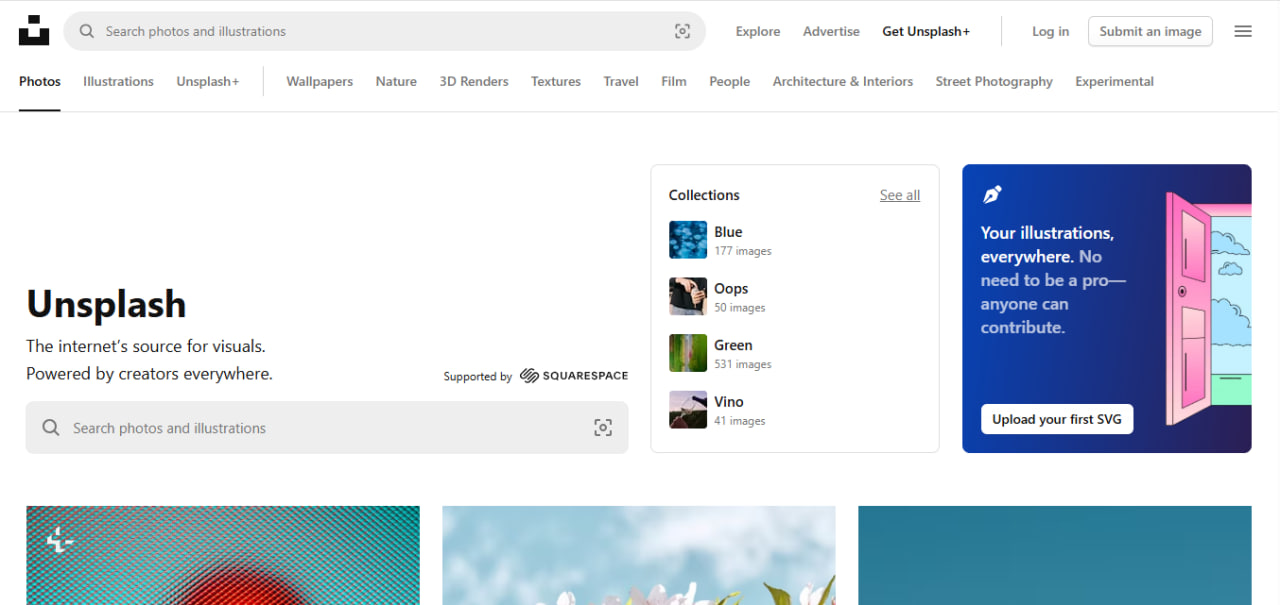 Search photos and illustrations
Explore
Advertise
Get Unsplash+
Log in
Submit an image
Photos
Illustrations
Unsplash+
Wallpapers
Nature
3D Renders
Textures
Travel
Film
People
Architecture & Interiors
Street Photography
Experimental
Unsplash
The internet’s source for visuals.
Powered by creators everywhere.
Supported by SQUARESPACE
Search photos and illustrations
Collections
See all
Blue
177 images
Oops
50 images
Green
531 images
Vino
41 images
Your illustrations,
everywhere. No
need to be a pro—
anyone can
contribute.
Upload your first SVG